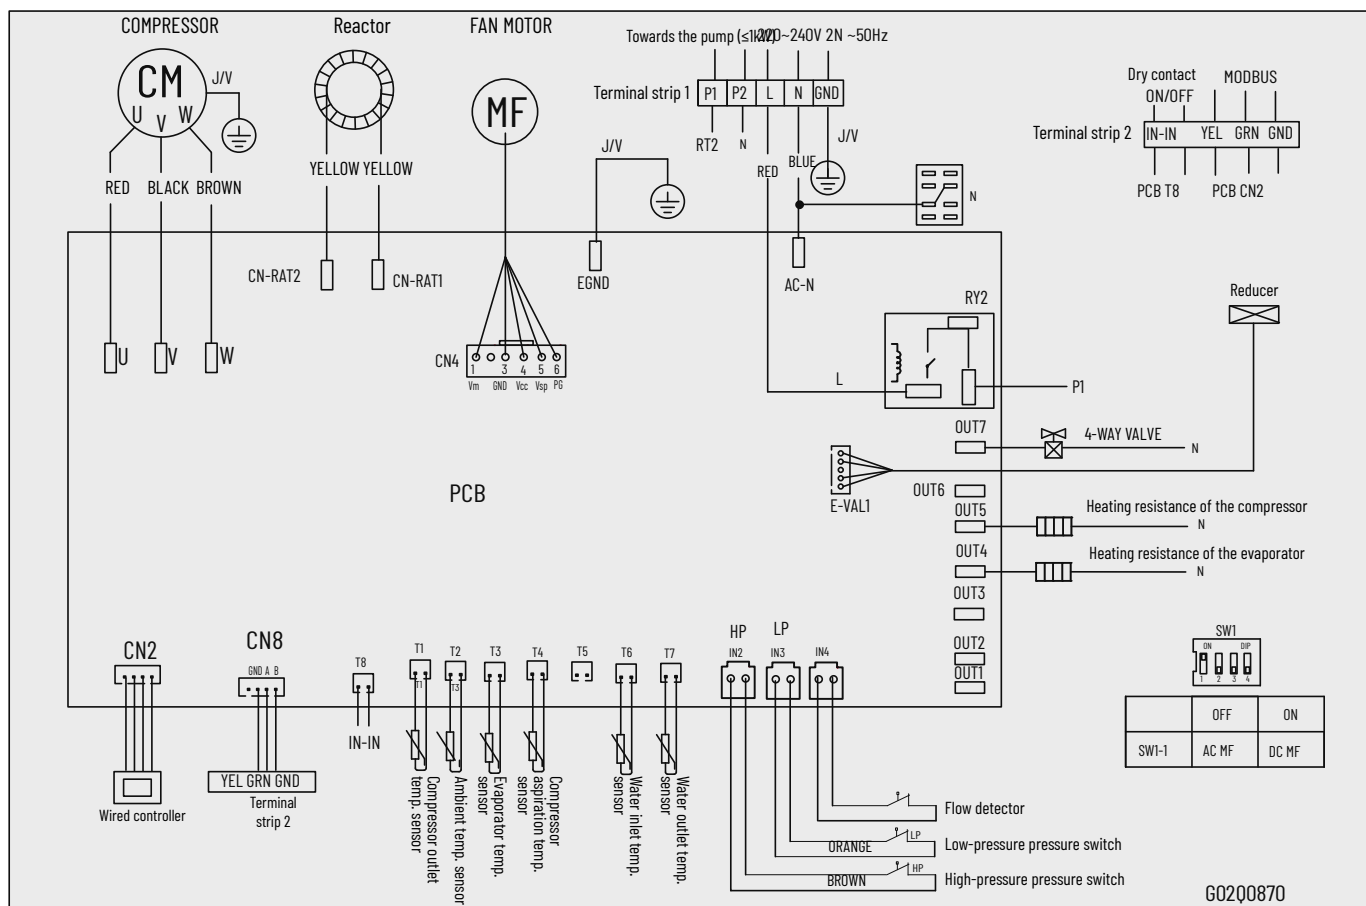 COMPRESSOR
Reactor
FAN MOTOR
Towards the pump (≤1kW)
220~240V 2N ~50Hz
CM
U V W
J/V
MF
Terminal strip 1
P1 P2 L N GND
RT2
N
J/V
RED
BLUE
Dry contact
ON/OFF
MODBUS
Terminal strip 2
IN-IN YEL GRN GND
PCB T8
PCB CN2
RED
BLACK
BROWN
YELLOW YELLOW
J/V
N
CN-RAT2
CN-RAT1
EGND
AC-N
RY2
Reducer
U
V
W
CN4
1 3 4 5 6
Vm GND Vcc Vsp PG
L
P1
OUT7
4-WAY VALVE
N
PCB
E-VAL1
OUT6
OUT5
Heating resistance of the compressor
N
OUT4
Heating resistance of the evaporator
N
OUT3
OUT2
OUT1
CN2
CN8
GND A B
T8
T1
T1
T2
T3
T3
T4
T5
T6
T7
HP
IN2
LP
IN3
IN4
SW1
ON DIP
1 2 3 4
OFF ON
SW1-1 AC MF DC MF
IN-IN
YEL GRN GND
Terminal
strip 2
Wired controller
Compressor outlet
temp. sensor
Ambient temp. sensor
Evaporator temp.
sensor
Compressor
aspiration temp.
sensor
Water inlet temp.
sensor
Water outlet temp.
sensor
Flow detector
ORANGE
LP
Low-pressure pressure switch
BROWN
HP
High-pressure pressure switch
G02Q0870